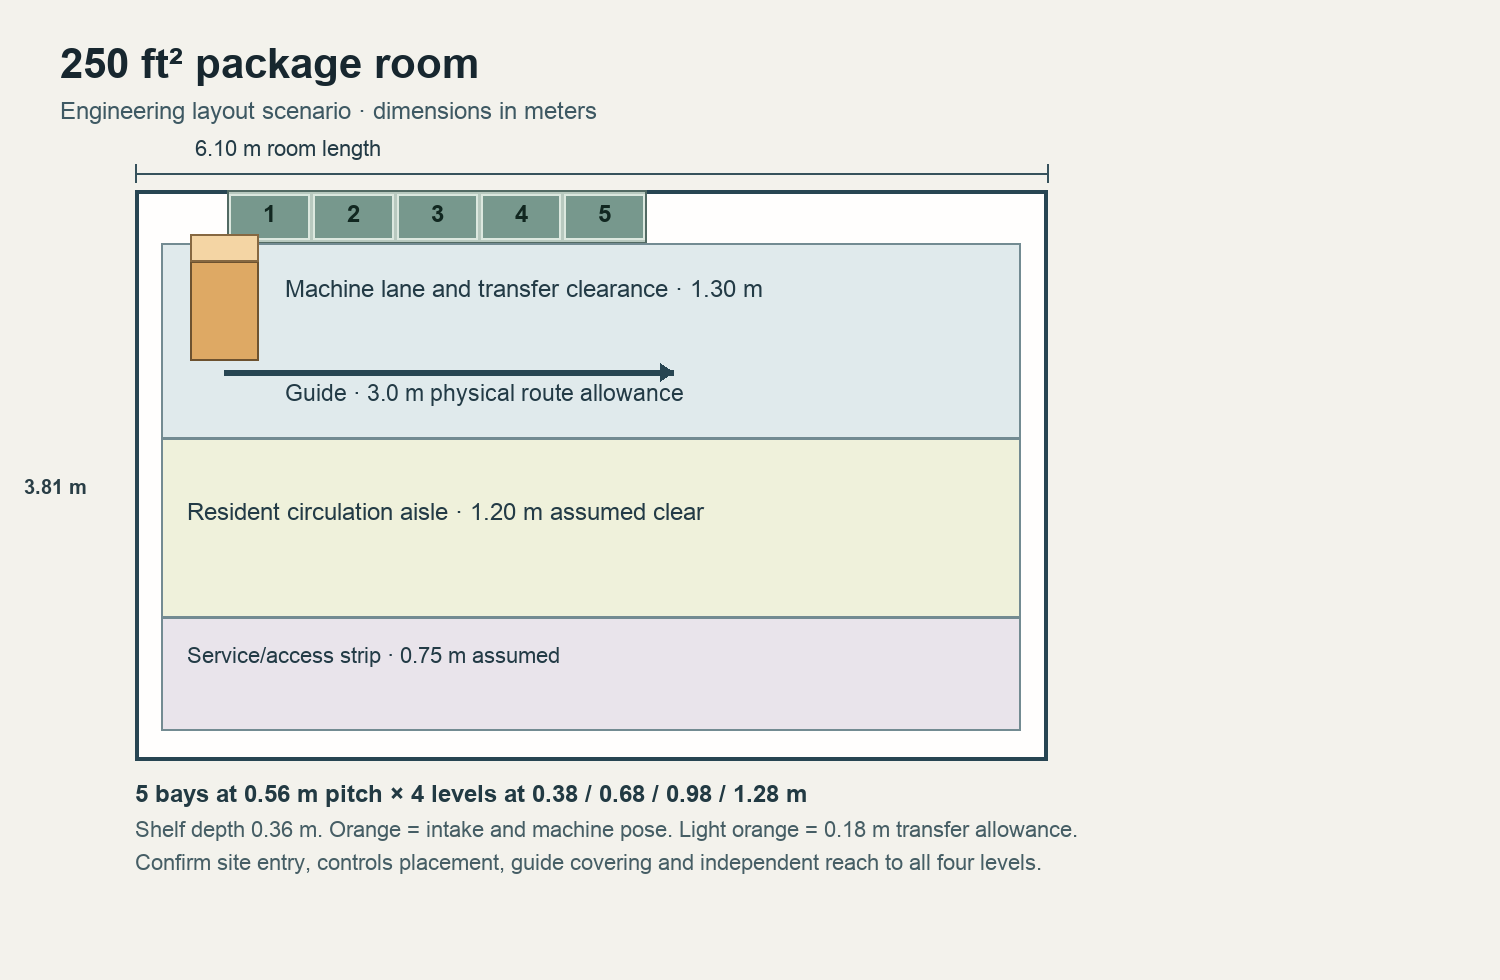 250 ft² package room
Engineering layout scenario · dimensions in meters
6.10 m room length
1 2 3 4 5
Machine lane and transfer clearance · 1.30 m
Guide · 3.0 m physical route allowance
3.81 m
Resident circulation aisle · 1.20 m assumed clear
Service/access strip · 0.75 m assumed
5 bays at 0.56 m pitch × 4 levels at 0.38 / 0.68 / 0.98 / 1.28 m
Shelf depth 0.36 m. Orange = intake and machine pose. Light orange = 0.18 m transfer allowance.
Confirm site entry, controls placement, guide covering and independent reach to all four levels.